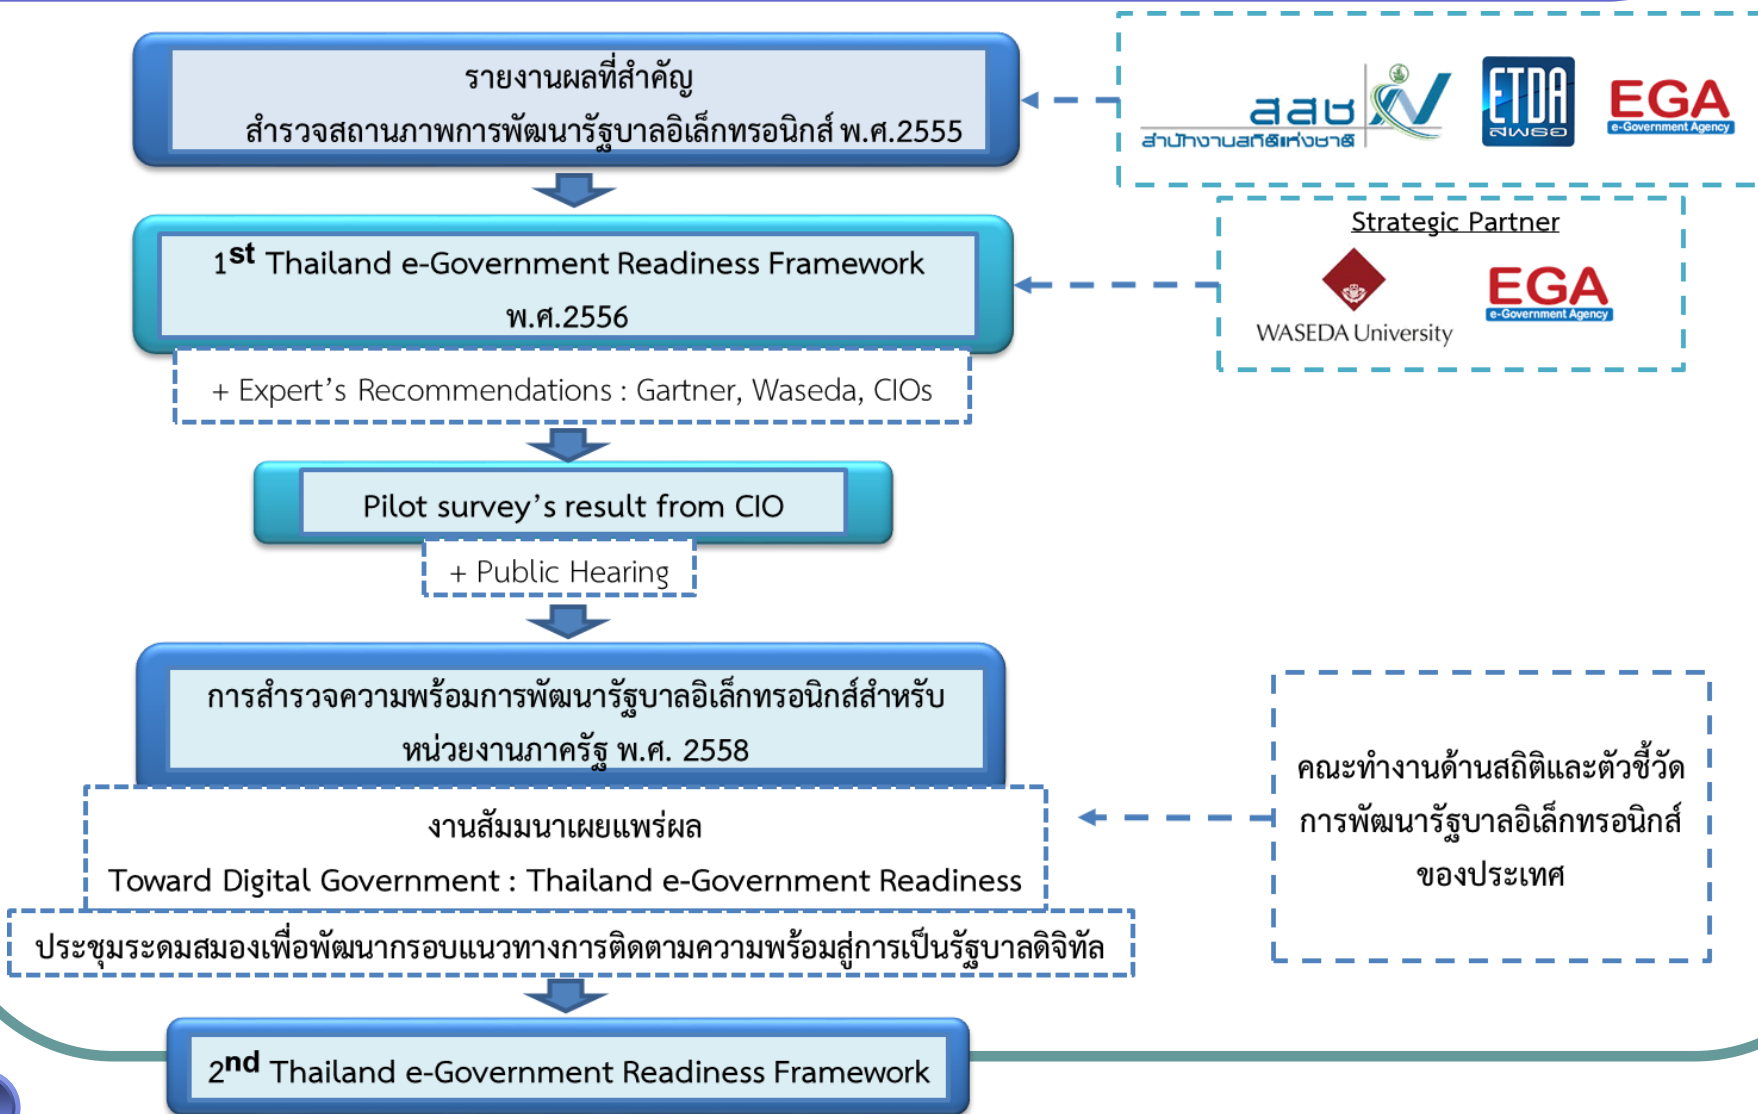 รายงานผลที่สำคัญ
สำรวจสถานภาพการพัฒนารัฐบาลอิเล็กทรอนิกส์ พ.ศ.2555
สสช
สำนักงานสถิติแห่งชาติ
ETDA
สพธอ
EGA
e-Government Agency
1st Thailand e-Government Readiness Framework
พ.ศ.2556
Strategic Partner
WASEDA University
EGA
e-Government Agency
+ Expert’s Recommendations : Gartner, Waseda, CIOs
Pilot survey’s result from CIO
+ Public Hearing
การสำรวจความพร้อมการพัฒนารัฐบาลอิเล็กทรอนิกส์สำหรับ
หน่วยงานภาครัฐ พ.ศ. 2558
งานสัมมนาเผยแพร่ผล
Toward Digital Government : Thailand e-Government Readiness
ประชุมระดมสมองเพื่อพัฒนากรอบแนวทางการติดตามความพร้อมสู่การเป็นรัฐบาลดิจิทัล
คณะทำงานด้านสถิติและตัวชี้วัด
การพัฒนารัฐบาลอิเล็กทรอนิกส์
ของประเทศ
2nd Thailand e-Government Readiness Framework